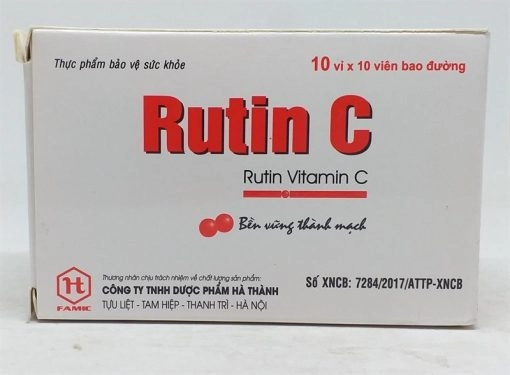 Thực phẩm bảo vệ sức khỏe
10 vỉ x 10 viên bao đường
Rutin C
Rutin Vitamin C
Bền vững thành mạch
Thương nhân chịu trách nhiệm về chất lượng sản phẩm:
CÔNG TY TNHH DƯỢC PHẨM HÀ THÀNH
TỰU LIỆT - TAM HIỆP - THANH TRÌ - HÀ NỘI
FAMIC
Số XNCB: 7284/2017/ATTP-XNCB